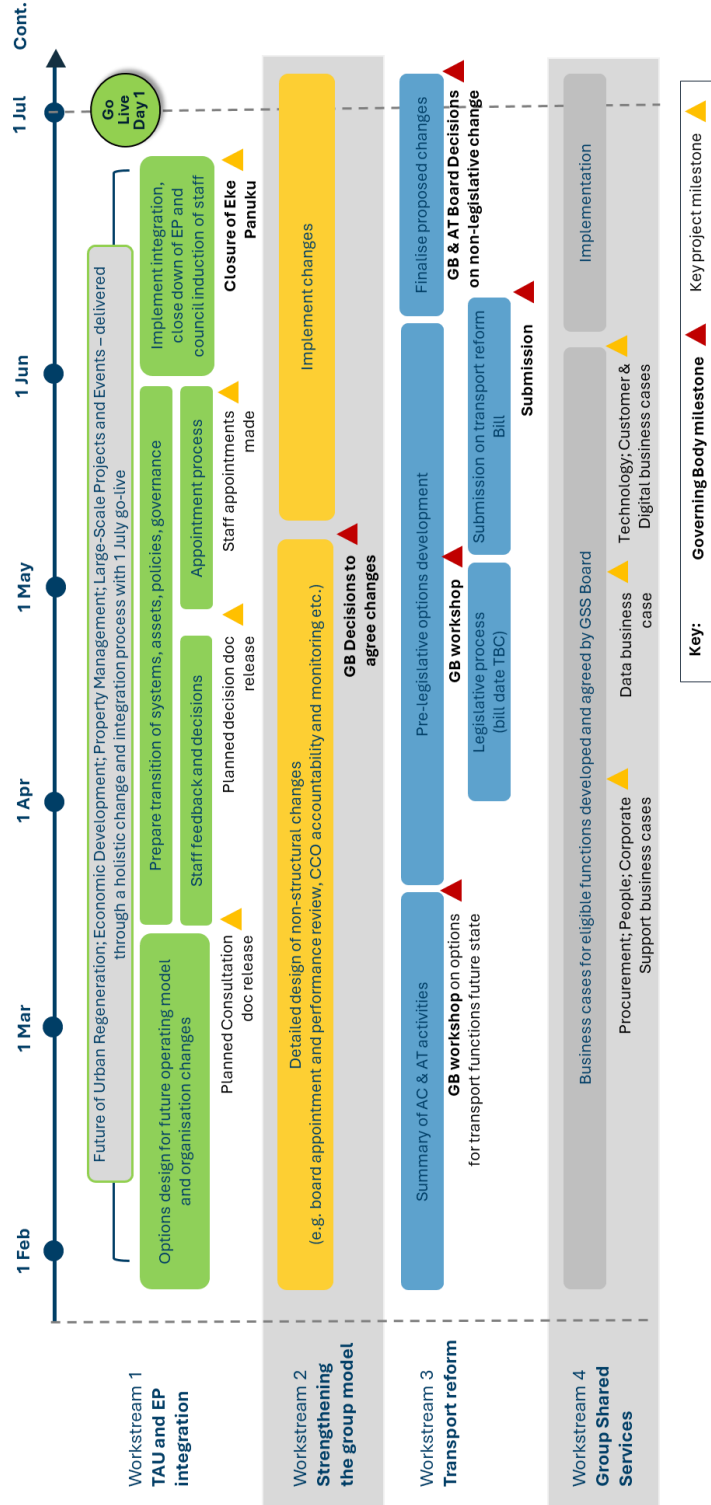 1 Feb
1 Mar
1 Apr
1 May
1 Jun
1 Jul
Cont.
Workstream 1
TAU and EP
integration
Future of Urban Regeneration; Economic Development; Property Management; Large-Scale Projects and Events – delivered
through a holistic change and integration process with 1 July go-live
Go
Live
Day 1
Options design for future operating model
and organisation changes
Prepare transition of systems, assets, policies, governance
Staff feedback and decisions
Appointment process
Implement integration,
close down of EP and
council induction of staff
Planned Consultation
doc release
Planned decision doc
release
Staff appointments
made
Closure of Eke
Panuku
Workstream 2
Strengthening
the group model
Detailed design of non-structural changes
(e.g. board appointment and performance review, CCO accountability and monitoring etc.)
Implement changes
GB Decisions to
agree changes
Workstream 3
Transport reform
Summary of AC & AT activities
Pre-legislative options development
Finalise proposed changes
GB workshop on options
for transport functions future state
GB workshop
GB & AT Board Decisions
on non-legislative change
Legislative process
(bill date TBC)
Submission on transport reform
Bill
Submission
Workstream 4
Group Shared
Services
Business cases for eligible functions developed and agreed by GSS Board
Implementation
Procurement; People; Corporate
Support business cases
Data business
case
Technology; Customer &
Digital business cases
Key:
Governing Body milestone
Key project milestone